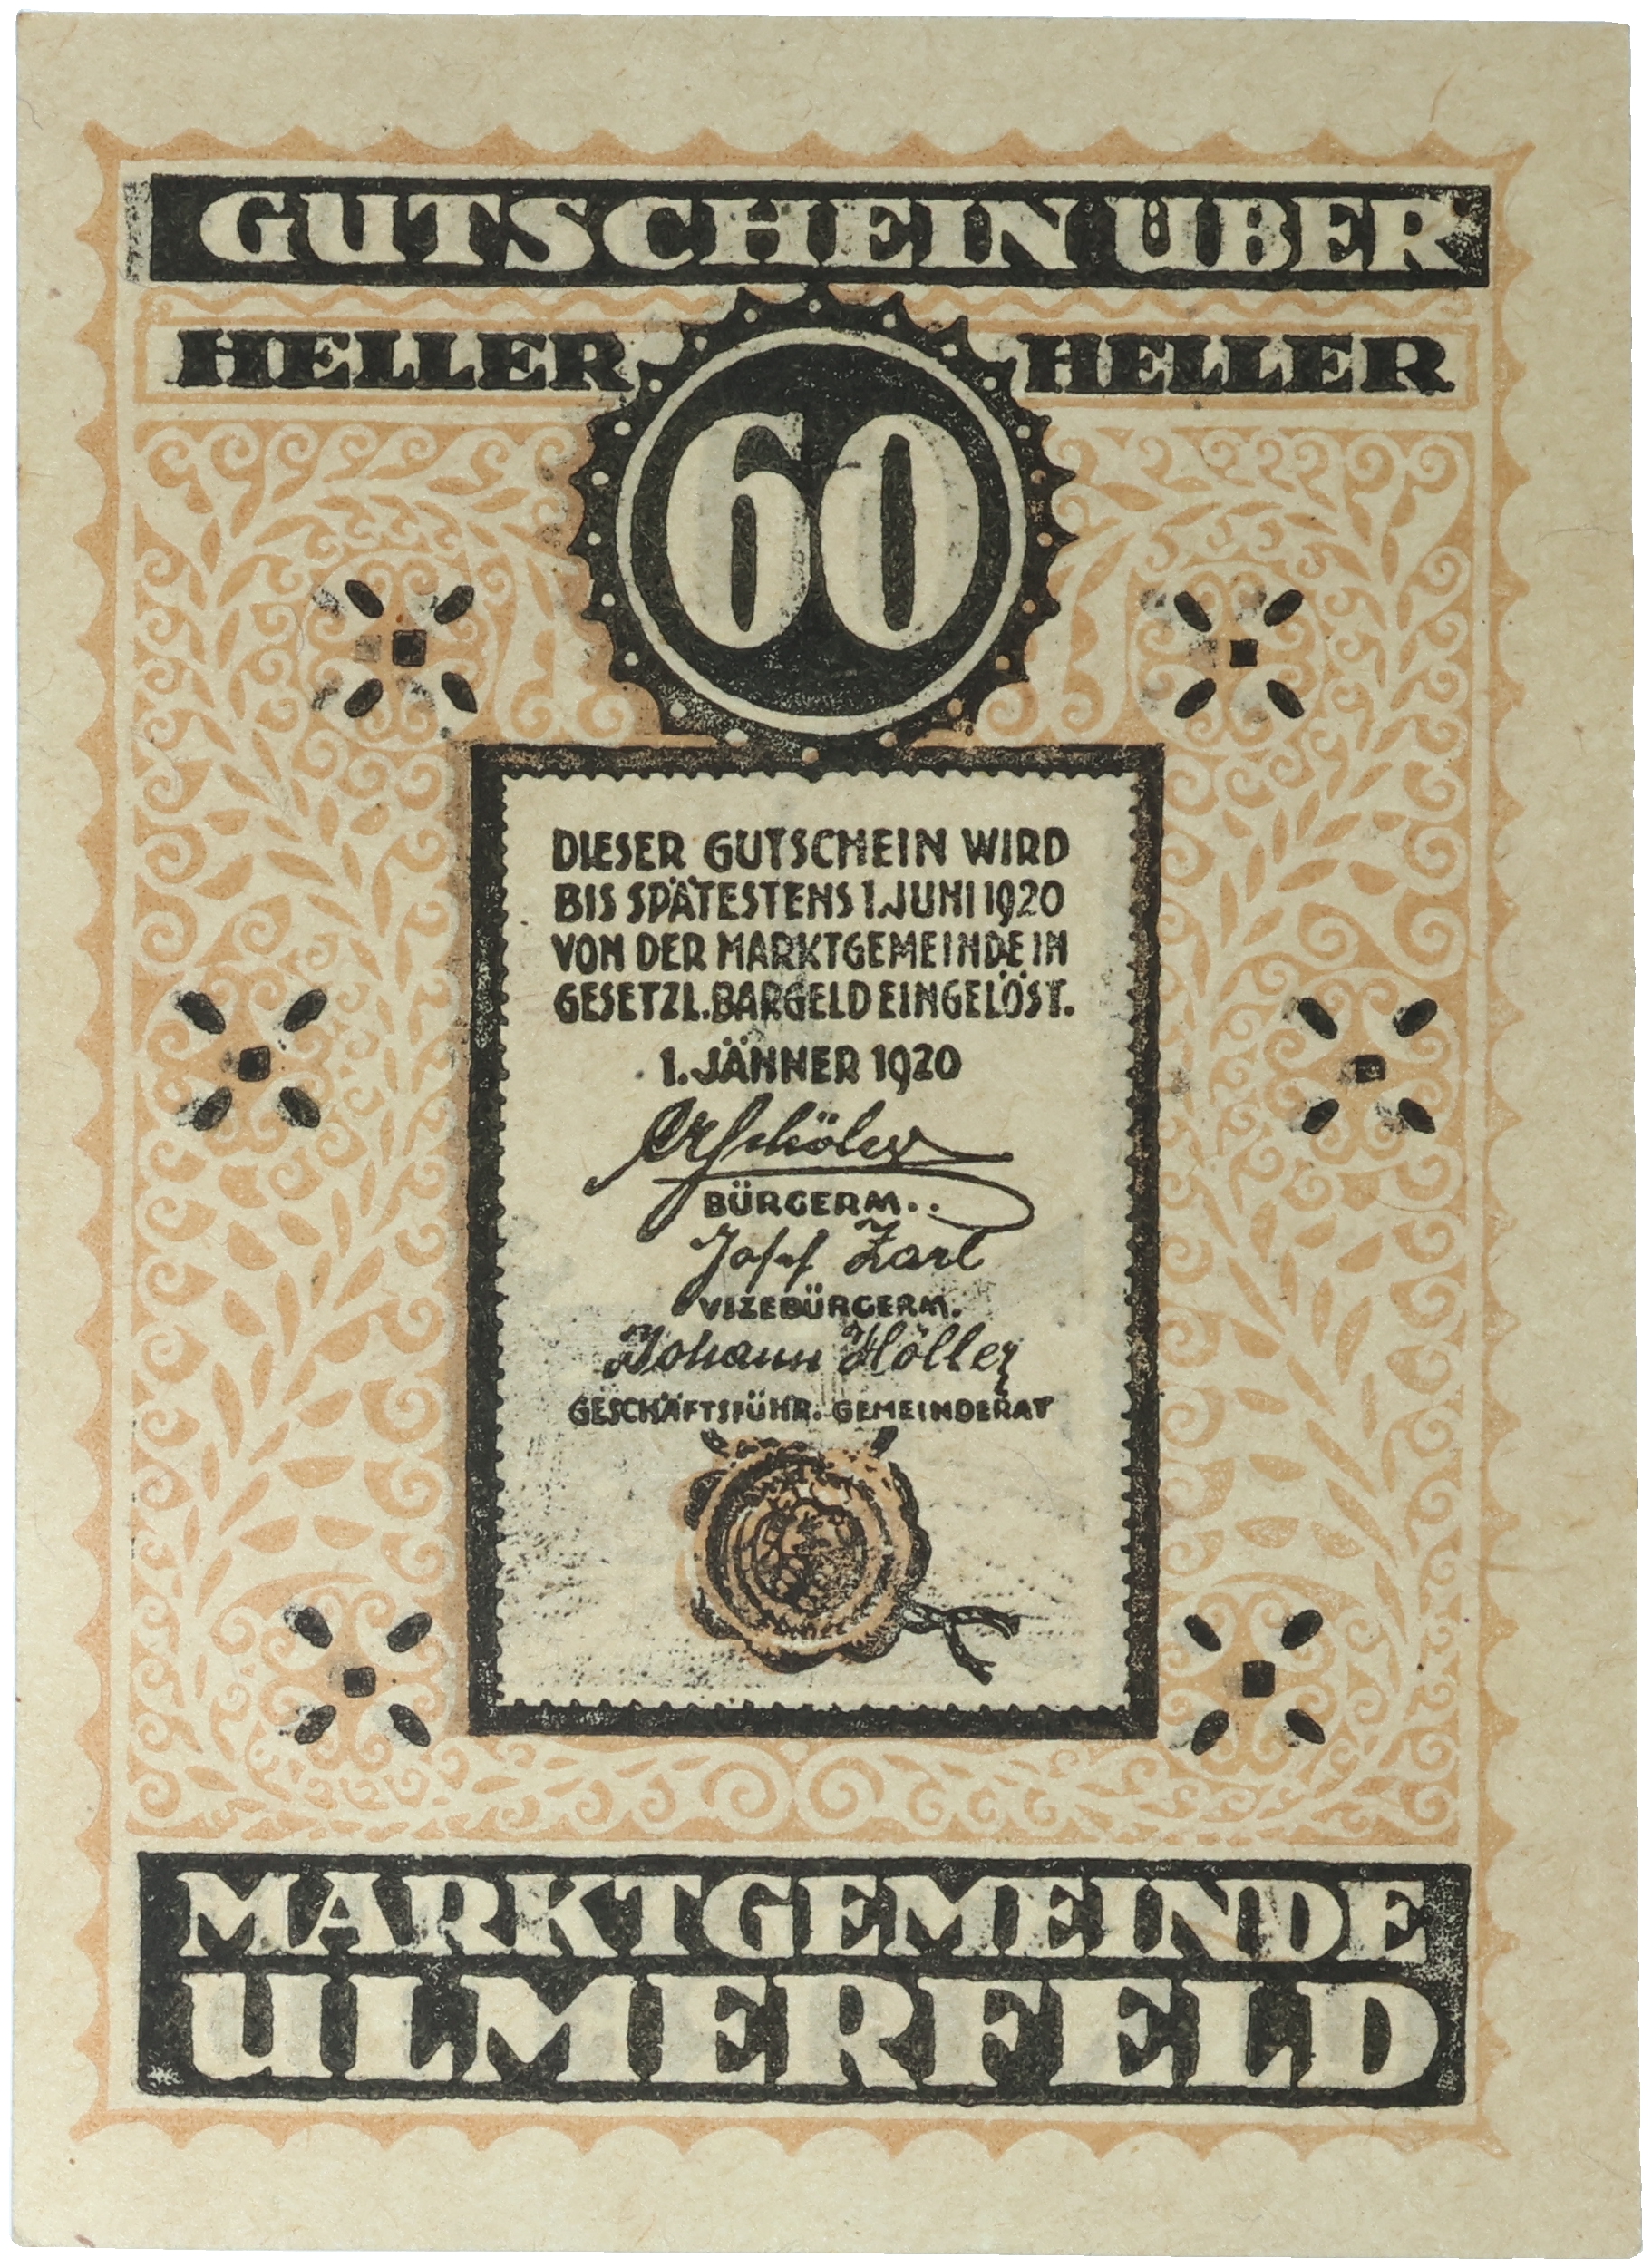 GUTSCHEIN ÜBER
HELLER 60 HELLER
DIESER GUTSCHEIN WIRD
BIS SPÄTESTENS 1. JUNI 1920
VON DER MARKTGEMEINDE IN
GESETZL. BARGELD EINGELÖST.
1. JÄNNER 1920
BÜRGERM.
Josef Zarl
VIZEBÜRGERM.
Johann Höller
GESCHÄFTSFÜHR. GEMEINDERAT
MARKTGEMEINDE
ULMERFELD